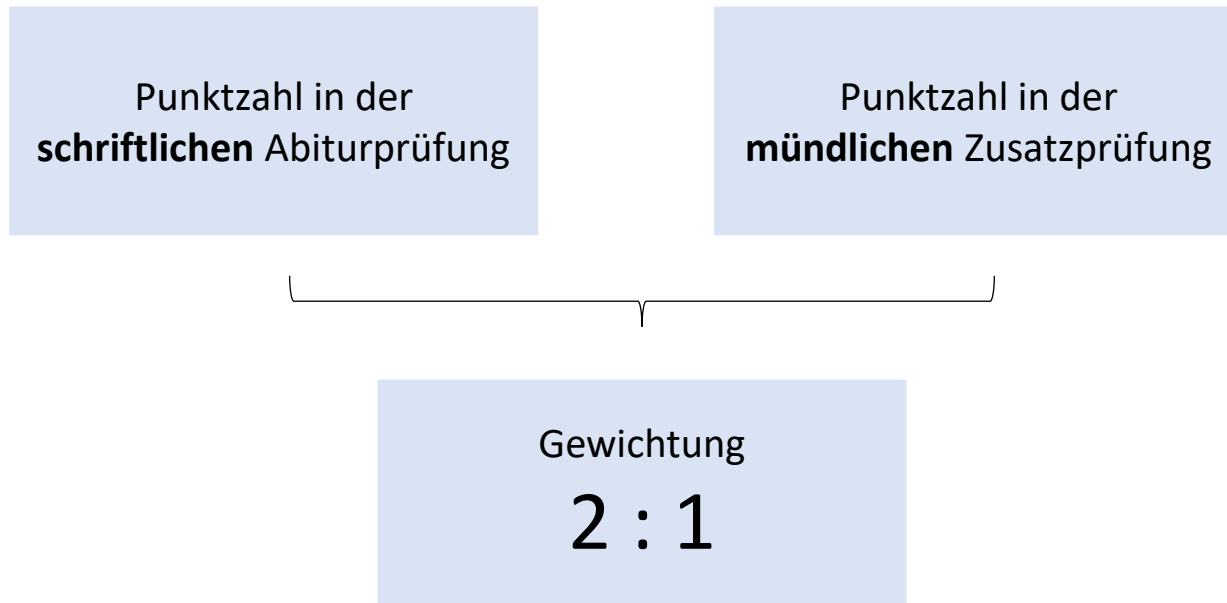 Punktzahl in der
schriftlichen Abiturprüfung
Punktzahl in der
mündlichen Zusatzprüfung
Gewichtung
2 : 1